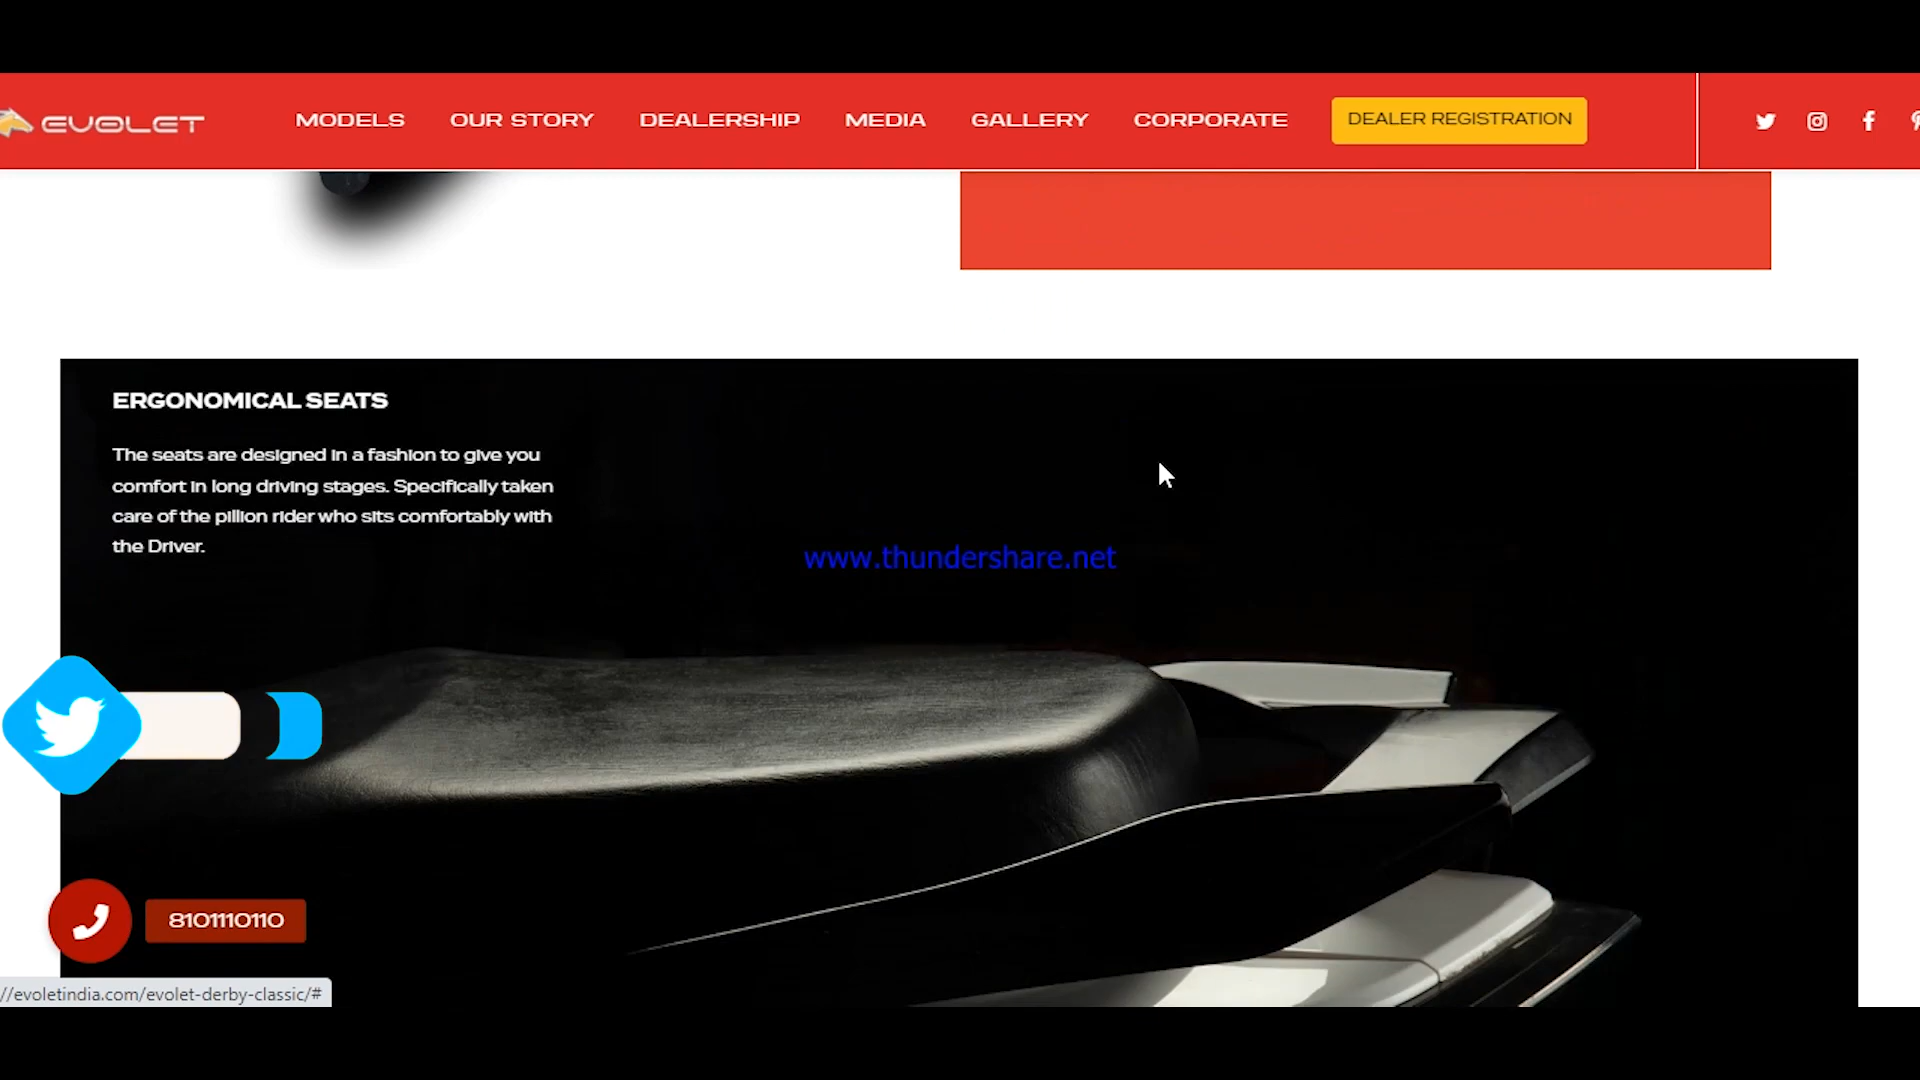 EVOLET
MODELS
OUR STORY
DEALERSHIP
MEDIA
GALLERY
CORPORATE
DEALER REGISTRATION
ERGONOMICAL SEATS
The seats are designed in a fashion to give you
comfort in long driving stages. Specifically taken
care of the pillion rider who sits comfortably with
the Driver.
www.thundershare.net
8101110110
//evoletindia.com/evolet-derby-classic/#